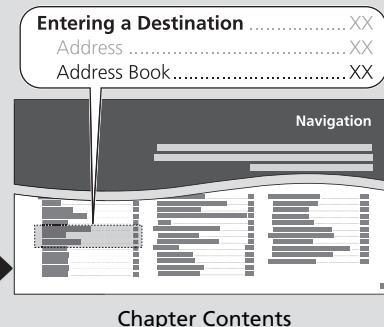 Entering a Destination ................ XX
Address ...................................... XX
Address Book............................... XX
Navigation
Chapter Contents